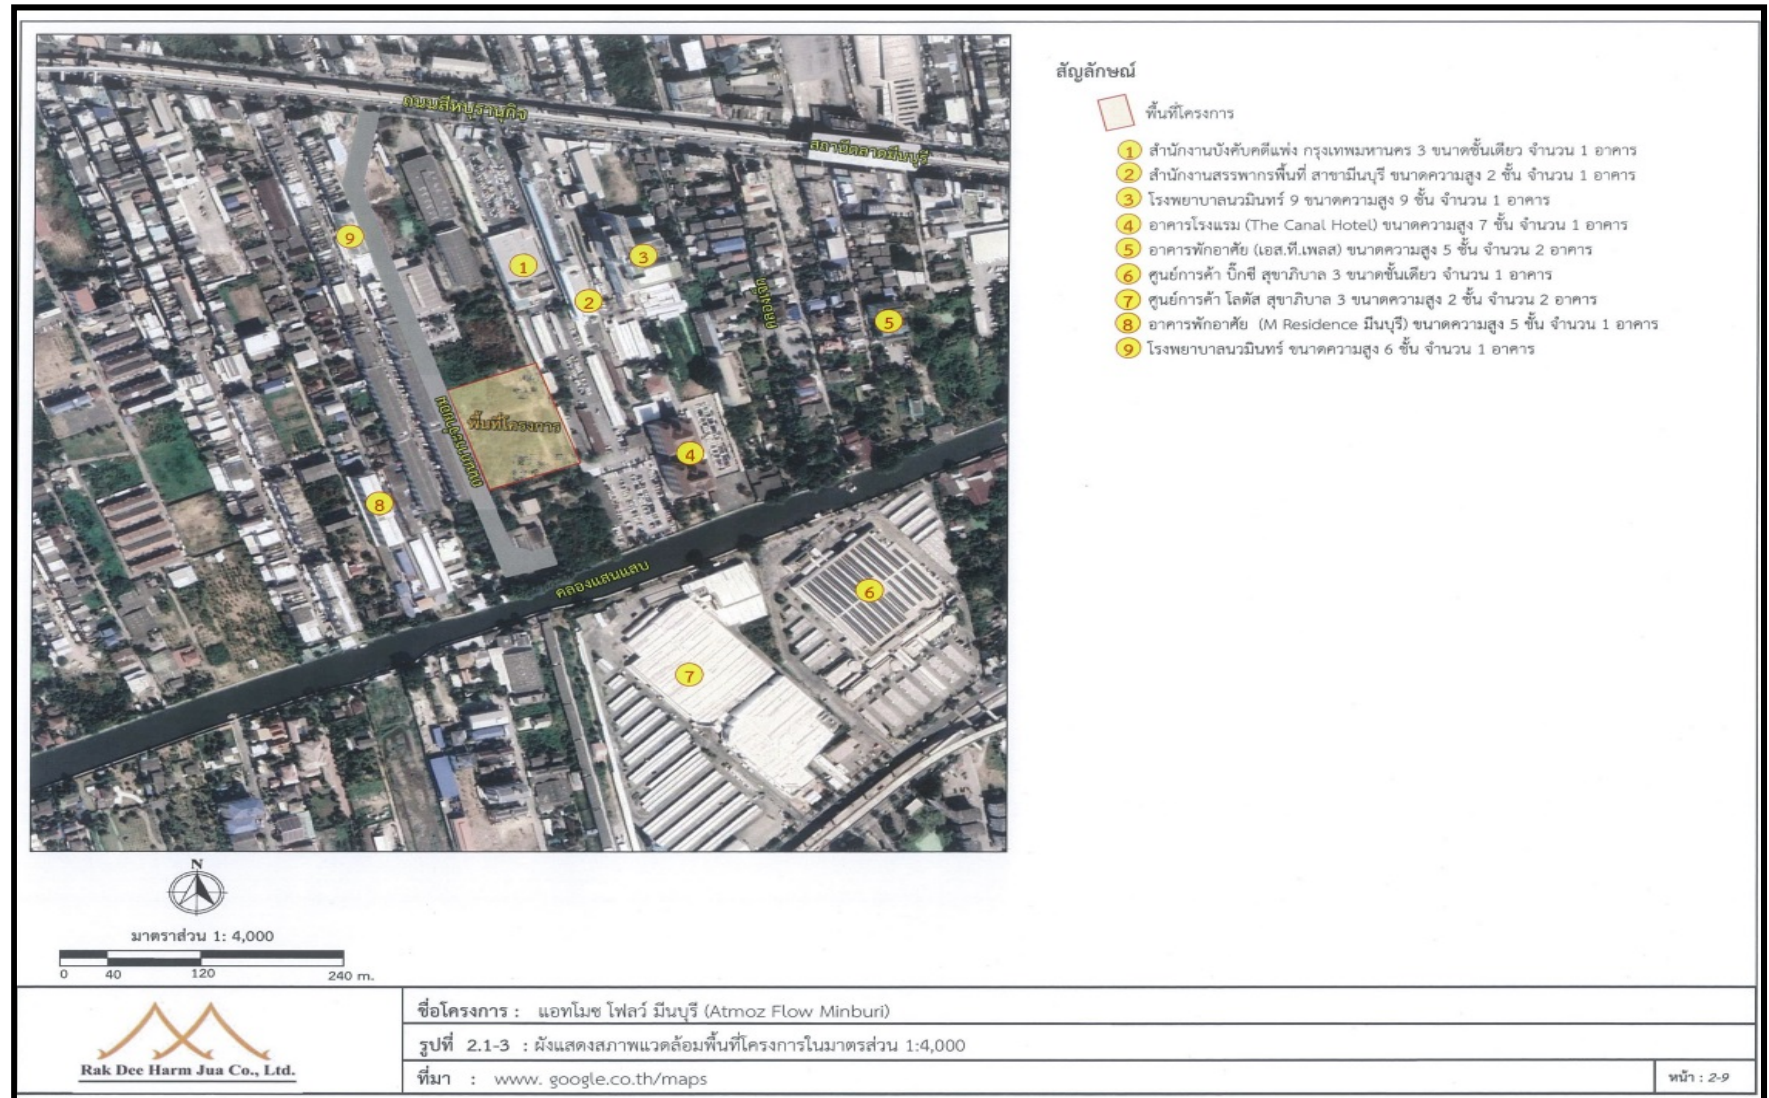 ถนนสีหบุรานุกิจ
สถานีตลาดมีนบุรี
9
1
3
2
5
พื้นที่โครงการ
4
8
คลองแสนแสบ
6
7
สัญลักษณ์
พื้นที่โครงการ
1 สำนักงานบังคับคดีแพ่ง กรุงเทพมหานคร 3 ขนาดชั้นเดียว จำนวน 1 อาคาร
2 สำนักงานสรรพากรพื้นที่ สาขามีนบุรี ขนาดความสูง 2 ชั้น จำนวน 1 อาคาร
3 โรงพยาบาลนวมินทร์ 9 ขนาดความสูง 9 ชั้น จำนวน 1 อาคาร
4 อาคารโรงแรม (The Canal Hotel) ขนาดความสูง 7 ชั้น จำนวน 1 อาคาร
5 อาคารพักอาศัย (เอส.ที.เพลส) ขนาดความสูง 5 ชั้น จำนวน 2 อาคาร
6 ศูนย์การค้า บิ๊กซี สุขาภิบาล 3 ขนาดชั้นเดียว จำนวน 1 อาคาร
7 ศูนย์การค้า โลตัส สุขาภิบาล 3 ขนาดความสูง 2 ชั้น จำนวน 2 อาคาร
8 อาคารพักอาศัย (M Residence มีนบุรี) ขนาดความสูง 5 ชั้น จำนวน 1 อาคาร
9 โรงพยาบาลนวมินทร์ ขนาดความสูง 6 ชั้น จำนวน 1 อาคาร
N
มาตราส่วน 1: 4,000
0 40 120 240 m.
Rak Dee Harm Jua Co., Ltd.
ชื่อโครงการ : แอทโมซ โฟลว์ มีนบุรี (Atmoz Flow Minburi)
รูปที่ 2.1-3 : ผังแสดงสภาพแวดล้อมพื้นที่โครงการในมาตรส่วน 1:4,000
ที่มา : www. google.co.th/maps
หน้า : 2-9